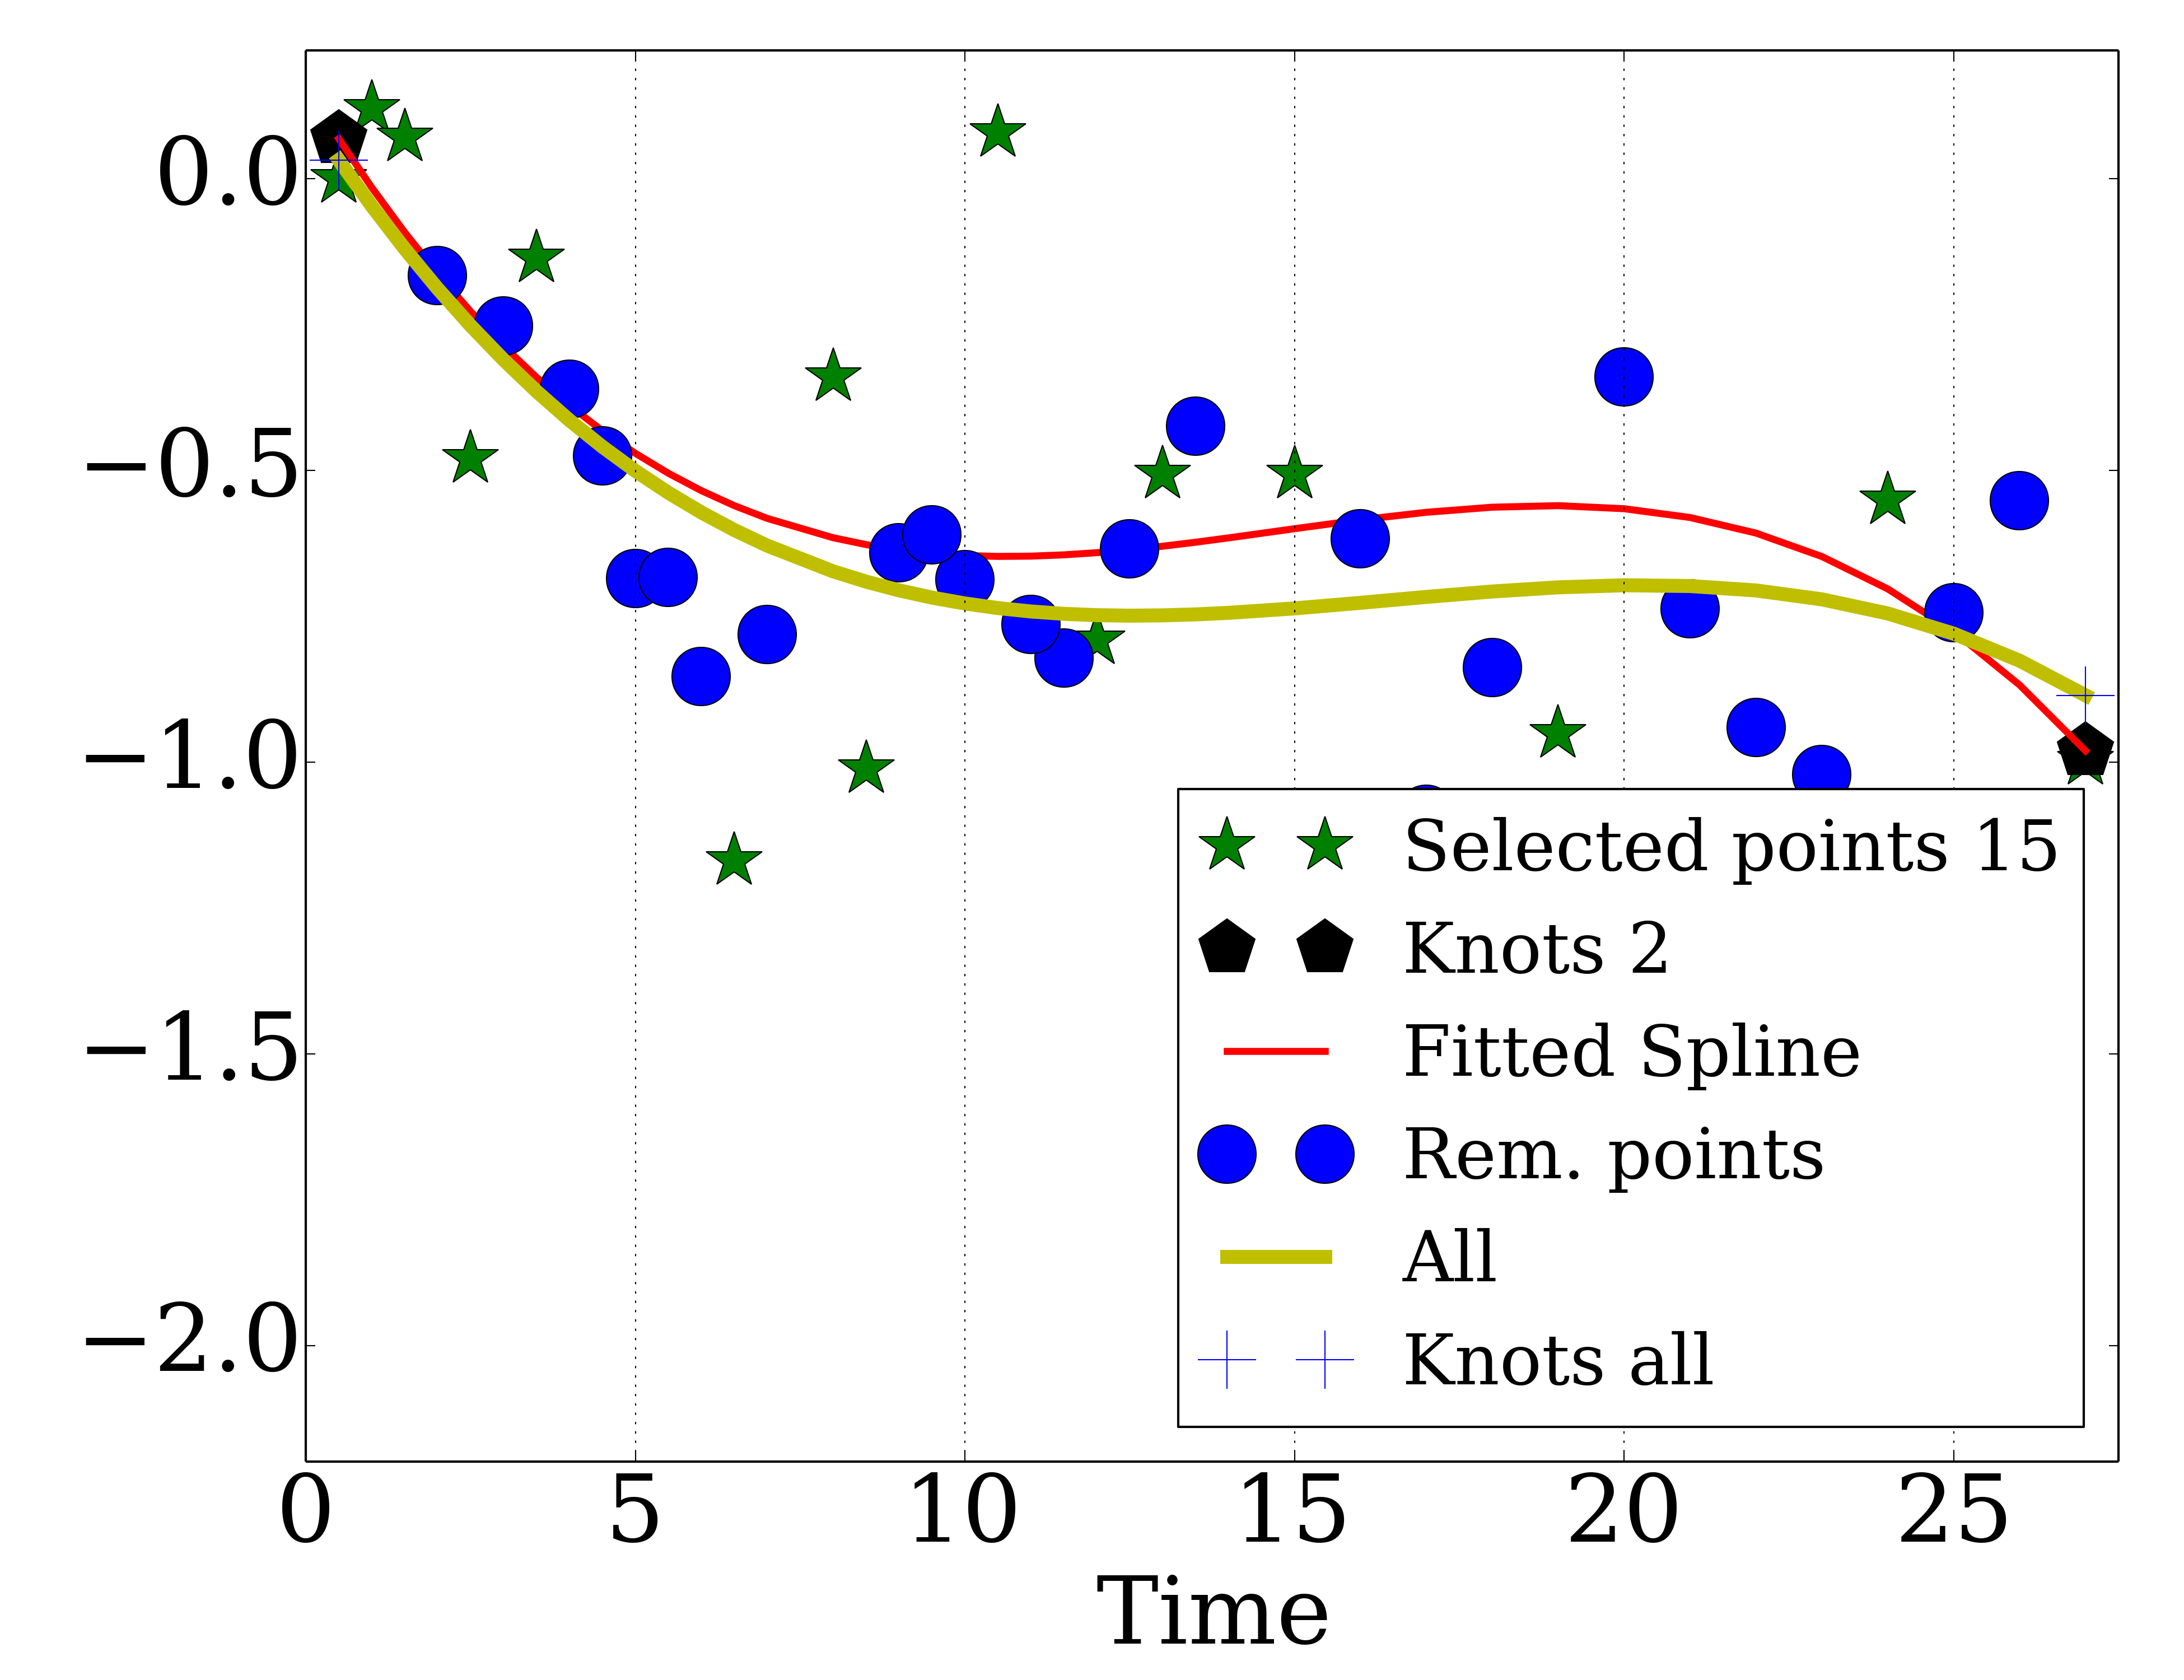 0.0
−0.5
−1.0
−1.5
−2.0
Selected points 15
Knots 2
Fitted Spline
Rem. points
All
Knots all
0 5 10 15 20 25
Time